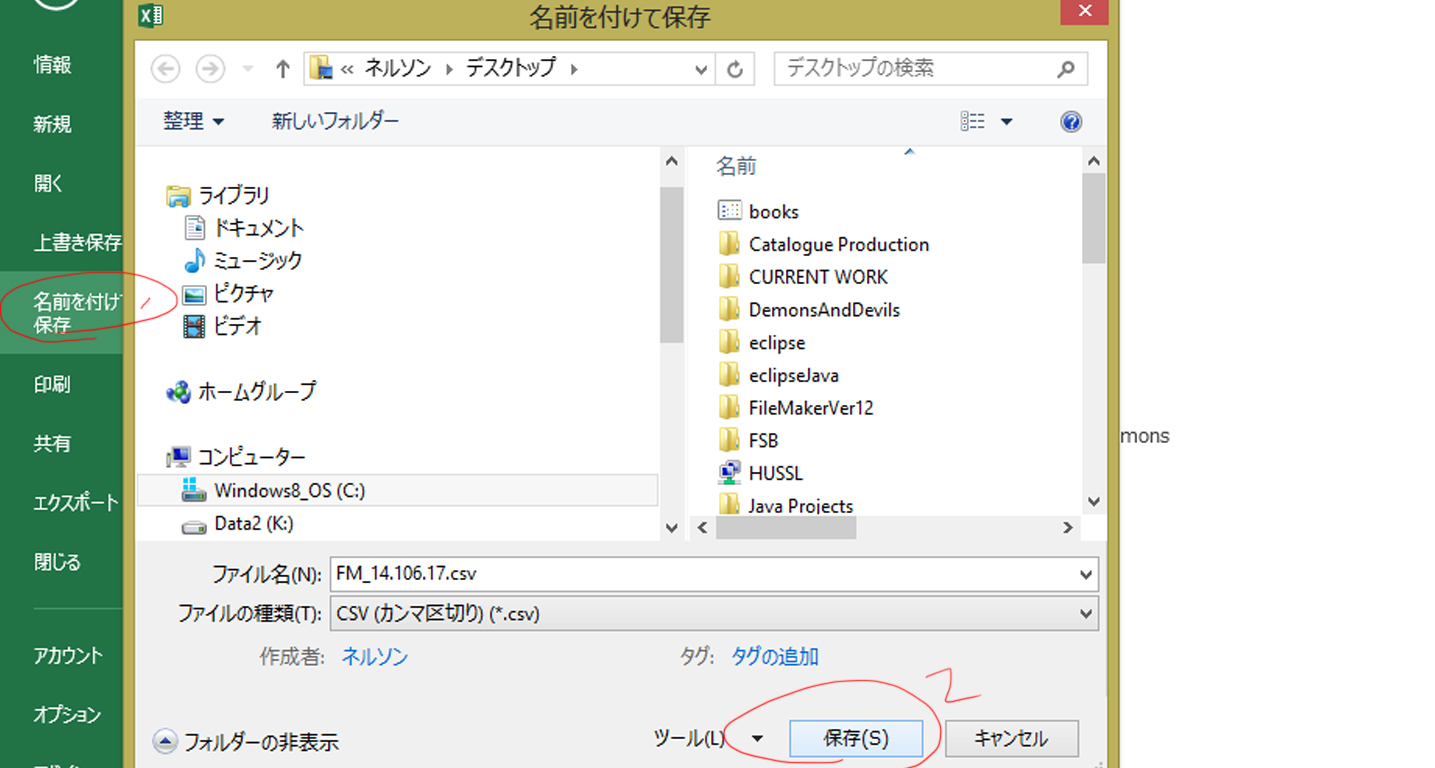 名前を付けて保存
情報
新規
開く
上書き保存
名前を付けて
保存
印刷
共有
エクスポート
閉じる
アカウント
オプション
« ネルソン デスクトップ
デスクトップの検索
整理
新しいフォルダー
ライブラリ
ドキュメント
ミュージック
ピクチャ
ビデオ
ホームグループ
コンピューター
Windows8_OS (C:)
Data2 (K:)
名前
books
Catalogue Production
CURRENT WORK
DemonsAndDevils
eclipse
eclipseJava
FileMakerVer12
FSB
HUSSL
Java Projects
mons
ファイル名(N): FM_14.106.17.csv
ファイルの種類(T): CSV (カンマ区切り) (*.csv)
作成者: ネルソン タグ: タグの追加
2
フォルダーの非表示 ツール(L) 保存(S) キャンセル